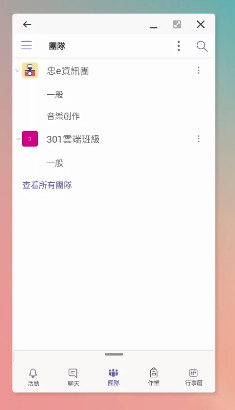 團隊
忠e資訊團
一般
音樂创作
301雲端班級
一般
查看所有團隊
活動
聊天
團隊
作業
行事曆